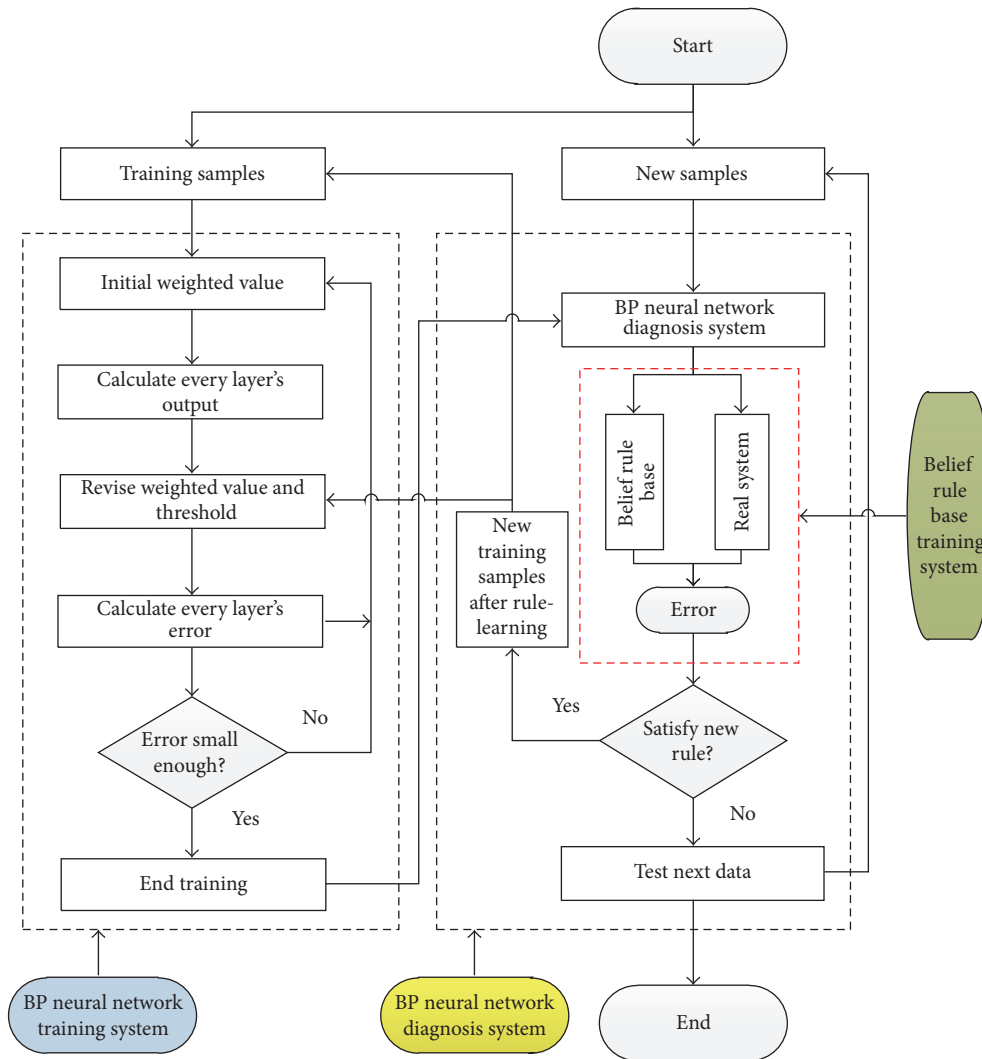 Start
Training samples
New samples
Initial weighted value
BP neural network
diagnosis system
Calculate every layer's
output
Belief rule
base
Real system
Belief
rule
base
training
system
Revise weighted value and
threshold
New
training
samples
after rule-
learning
Calculate every layer's
error
Error
No
Yes
Error small
enough?
Satisfy new
rule?
Yes
No
End training
Test next data
BP neural network
training system
BP neural network
diagnosis system
End